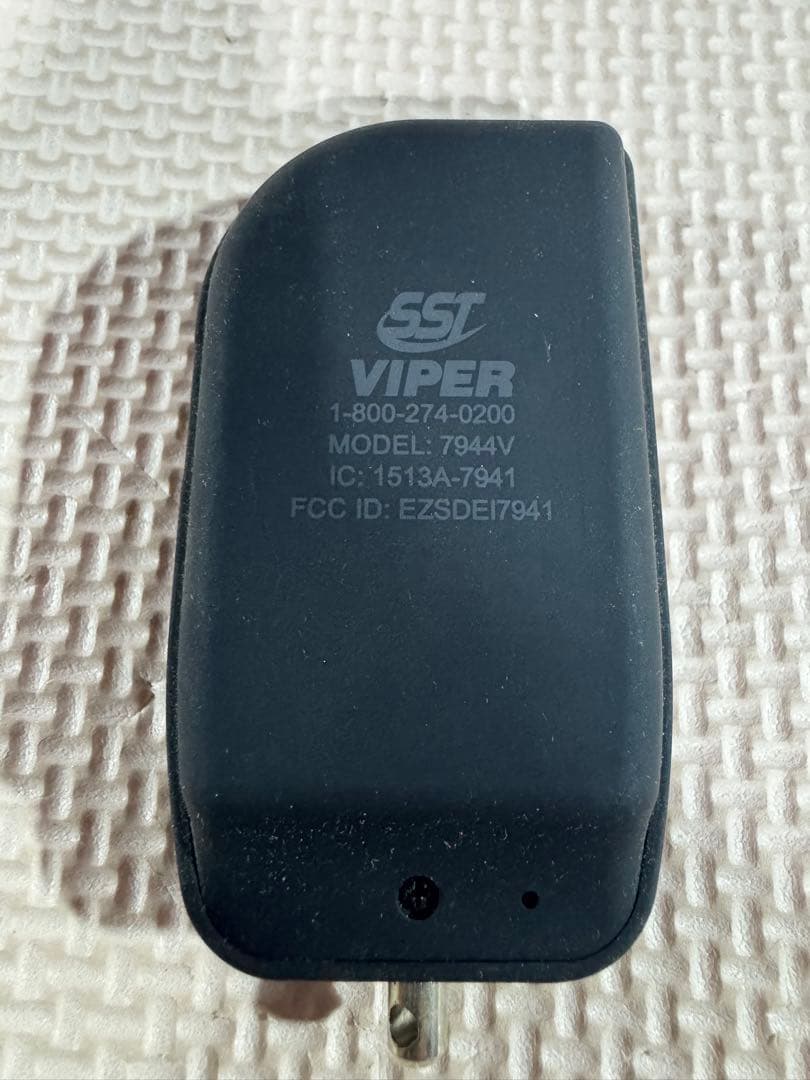 SST
VIPER
1-800-274-0200
MODEL: 7944V
IC: 1513A-7941
FCC ID: EZSDEI7941